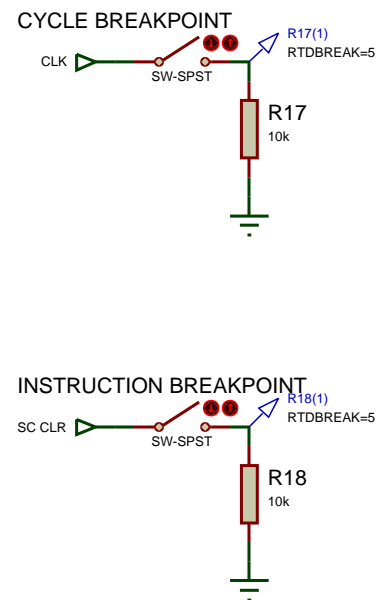 CYCLE BREAKPOINT
R17(1)
RTDBREAK=5
CLK
SW-SPST
R17
10k
INSTRUCTION BREAKPOINT
R18(1)
RTDBREAK=5
SC CLR
SW-SPST
R18
10k